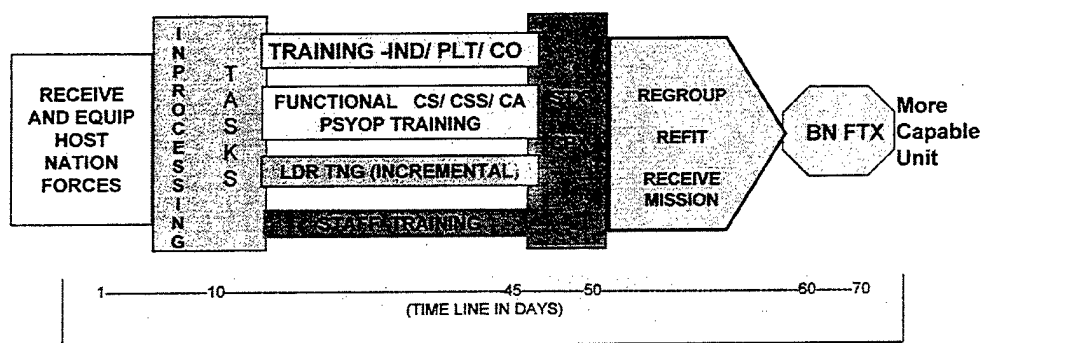 RECEIVE
AND EQUIP
HOST
NATION
FORCES
INPROCESSING
TASKS
TRAINING -IND/ PLT/ CO
FUNCTIONAL CS/ CSS/ CA
PSYOP TRAINING
LDR TNG (INCREMENTAL)
STAFF TRAINING
REGROUP
REFIT
RECEIVE
MISSION
BN FTX
More
Capable
Unit
1 10 45 50 60 70
(TIME LINE IN DAYS)